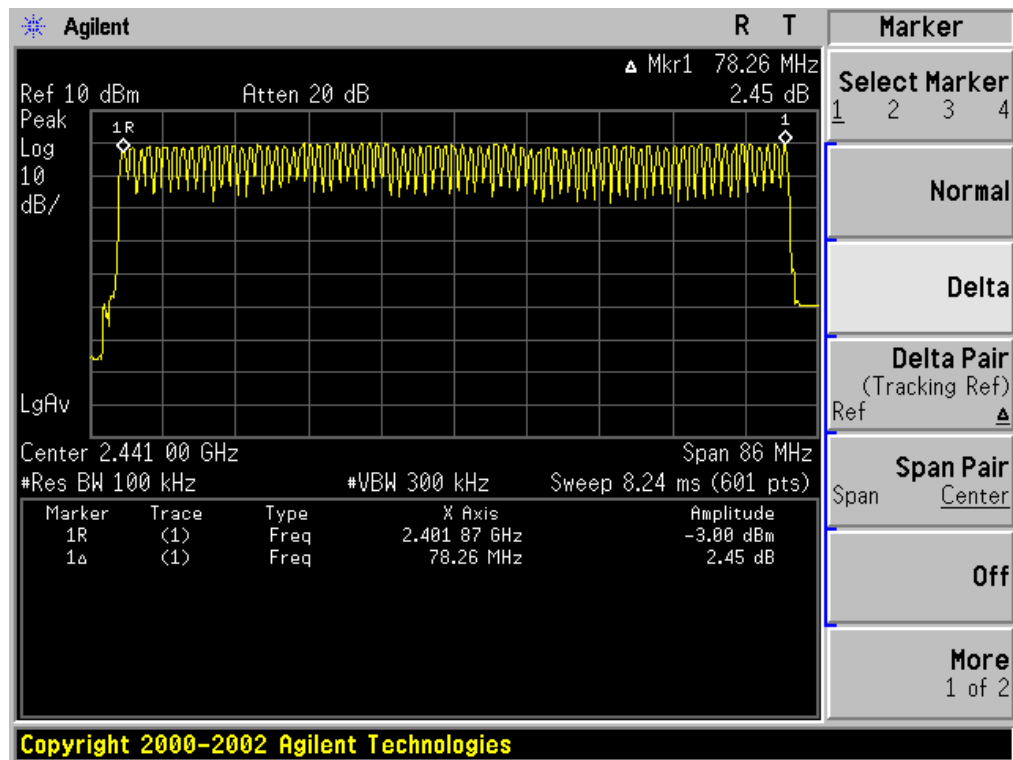 Agilent R T Marker
▵ Mkr1 78.26 MHz
Ref 10 dBm Atten 20 dB 2.45 dB
Peak
Log
10
dB/
1R
1
LgAv
Center 2.441 00 GHz Span 86 MHz
#Res BW 100 kHz #VBW 300 kHz Sweep 8.24 ms (601 pts)
Marker Trace Type X Axis Amplitude
1R (1) Freq 2.401 87 GHz -3.00 dBm
1▵ (1) Freq 78.26 MHz 2.45 dB
Select Marker
1 2 3 4
Normal
Delta
Delta Pair
(Tracking Ref)
Ref ▵
Span Pair
Span Center
Off
More
1 of 2
Copyright 2000-2002 Agilent Technologies